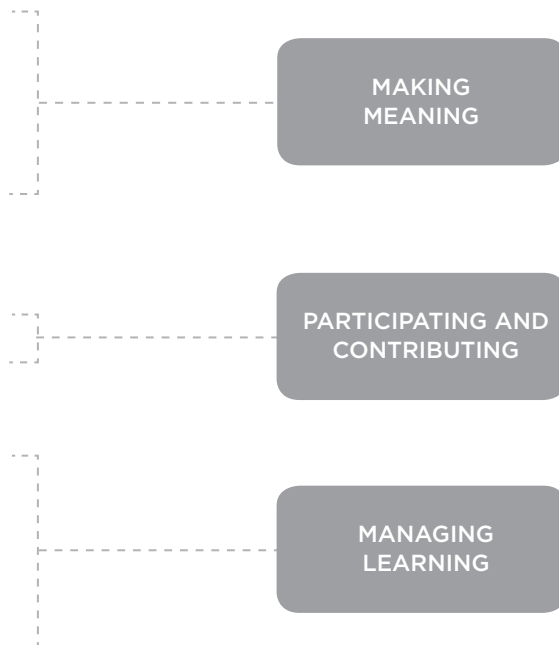 MAKING
MEANING
PARTICIPATING AND
CONTRIBUTING
MANAGING
LEARNING